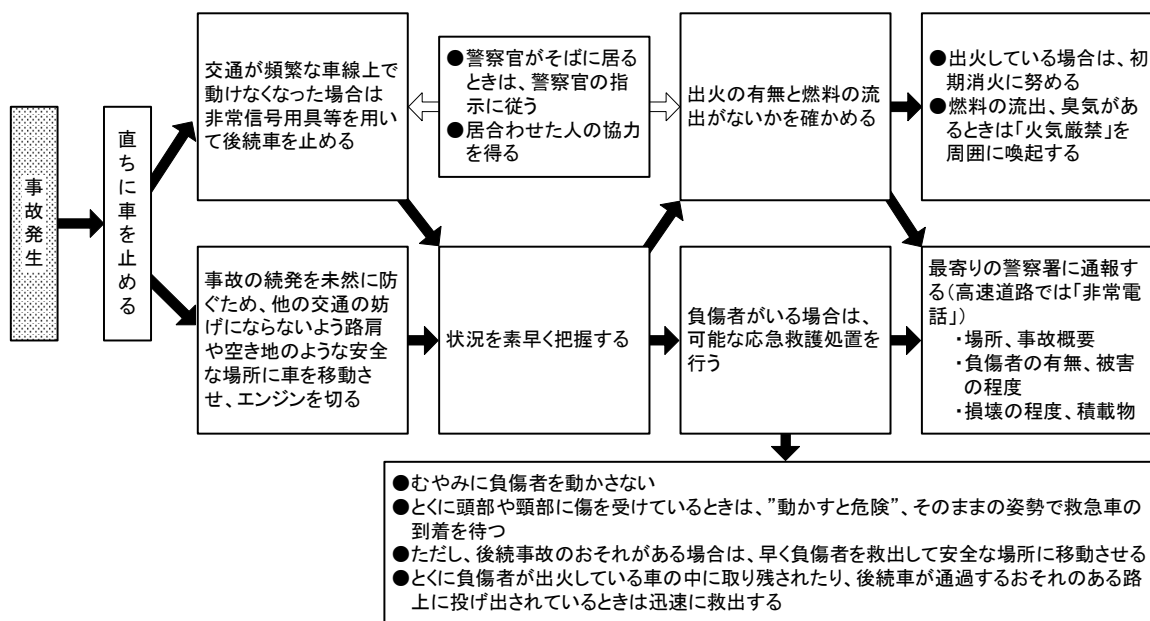 事故発生
直ちに車を止める
交通が頻繁な車線上で
動けなくなった場合は
非常信号用具等を用い
て後続車を止める
●警察官がそばに居る
ときは、警察官の指
示に従う
●居合わせた人の協力
を得る
出火の有無と燃料の流
出がないかを確かめる
●出火している場合は、初
期消火に努める
●燃料の流出、臭気があ
るときは「火気厳禁」を
周囲に喚起する
事故の続発を未然に防
ぐため、他の交通の妨
げにならないよう路肩
や空き地のような安全
な場所に車を移動さ
せ、エンジンを切る
状況を素早く把握する
負傷者がいる場合は、
可能な応急救護処置を
行う
最寄りの警察署に通報す
る(高速道路では「非常電
話」)
・場所、事故概要
・負傷者の有無、被害
の程度
・損壊の程度、積載物
●むやみに負傷者を動かさない
●とくに頭部や頸部に傷を受けているときは、”動かすと危険”、そのままの姿勢で救急車の
到着を待つ
●ただし、後続事故のおそれがある場合は、早く負傷者を救出して安全な場所に移動させる
●とくに負傷者が出火している車の中に取り残されたり、後続車が通過するおそれのある路
上に投げ出されているときは迅速に救出する